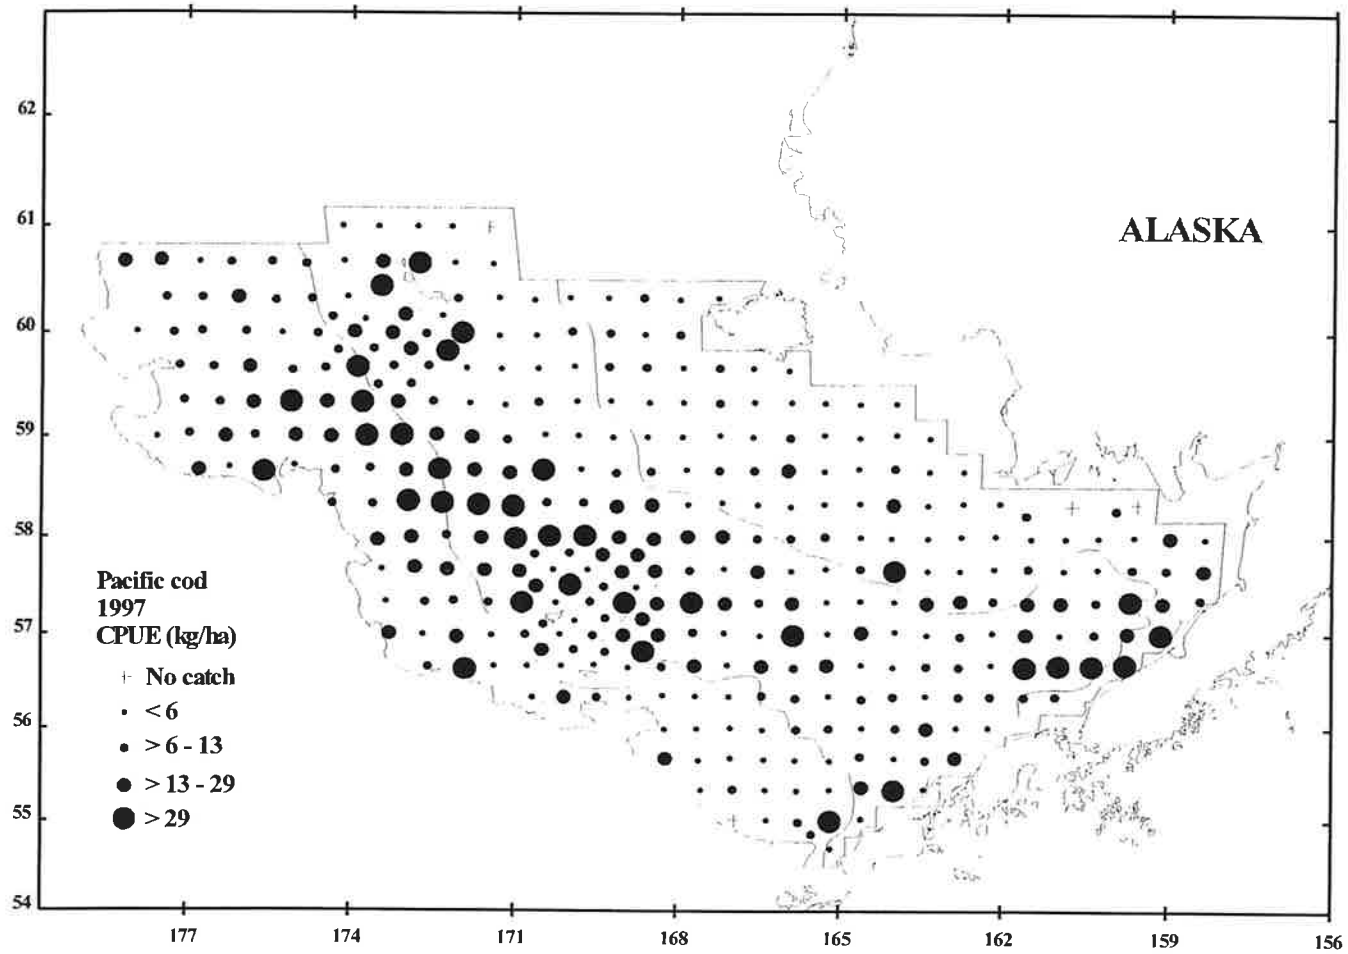 62
61
60
59
58
57
56
55
54
ALASKA
Pacific cod
1997
CPUE (kg/ha)
+ No catch
< 6
> 6 - 13
> 13 - 29
> 29
177 174 171 168 165 162 159 156